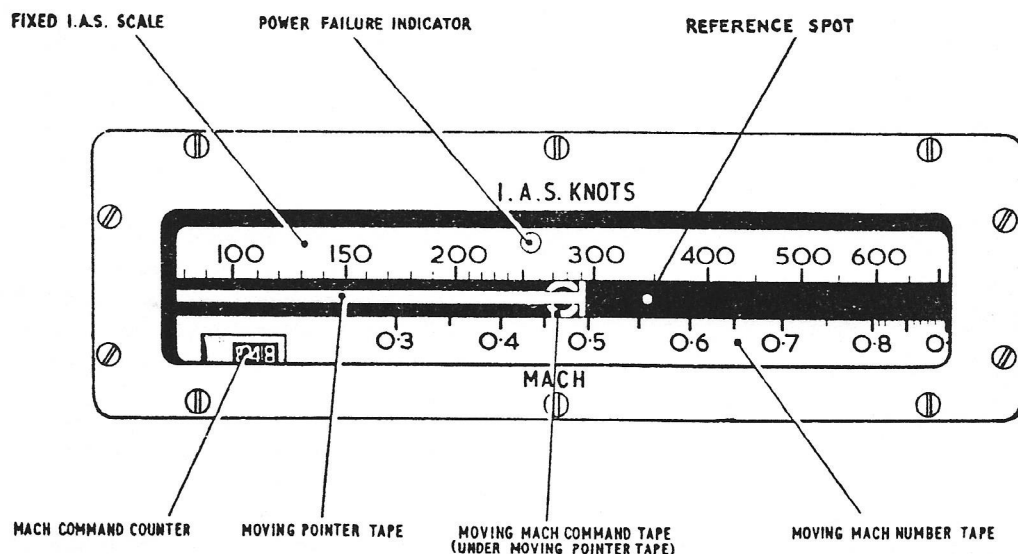 FIXED I.A.S. SCALE
POWER FAILURE INDICATOR
REFERENCE SPOT
I.A.S. KNOTS
100 150 200 300 400 500 600
0·3 0·4 0·5 0·6 0·7 0·8 0·
MACH
MACH COMMAND COUNTER
MOVING POINTER TAPE
MOVING MACH COMMAND TAPE
(UNDER MOVING POINTER TAPE)
MOVING MACH NUMBER TAPE